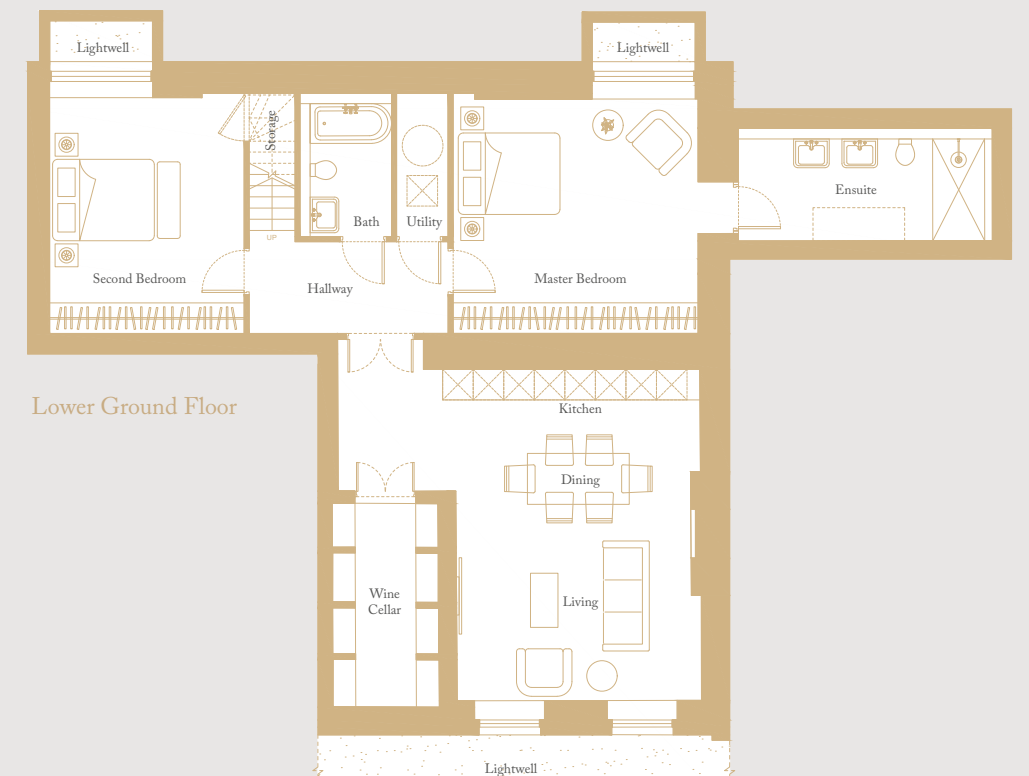 Lightwell
Lightwell
Storage
Ensuite
Bath
Utility
UP
Second Bedroom
Hallway
Master Bedroom
Lower Ground Floor
Kitchen
Dining
Wine
Cellar
Living
Lightwell